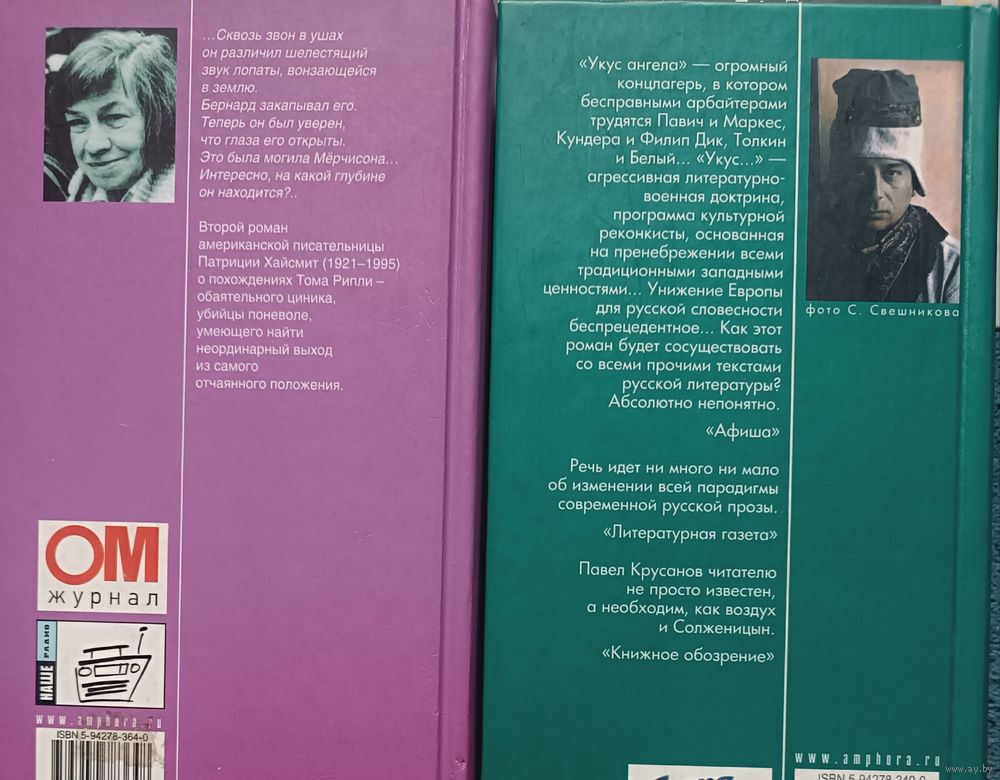 ...Сквозь звон в ушах
он различил шелестящий
звук лопаты, вонзающейся
в землю.
Бернард закапывал его.
Теперь он был уверен,
что глаза его открыты.
Это была могила Мёрчисона...
Интересно, на какой глубине
он находится?..
Второй роман
американской писательницы
Патриции Хайсмит (1921–1995)
о похождениях Тома Рипли –
обаятельного циника,
убийцы поневоле,
умеющего найти
неординарный выход
из самого
отчаянного положения.
ОМ
журнал
НАШЕ РАДИО
www.amphora.ru
ISBN 5-94278-364-0
«Укус ангела» — огромный
концлагерь, в котором
бесправными арбайтерами
трудятся Павич и Маркес,
Кундера и Филип Дик, Толкин
и Белый... «Укус...» —
агрессивная литературно-
военная доктрина,
программа культурной
реконкисты, основанная
на пренебрежении всеми
традиционными западными
ценностями... Унижение Европы
для русской словесности
беспрецедентное... Как этот
роман будет сосуществовать
со всеми прочими текстами
русской литературы?
Абсолютно непонятно.
«Афиша»
Речь идет ни много ни мало
об изменении всей парадигмы
современной русской прозы.
«Литературная газета»
Павел Крусанов читателю
не просто известен,
а необходим, как воздух
и Солженицын.
«Книжное обозрение»
фото С. Свешникова
www.amphora.ru
www.ay.by